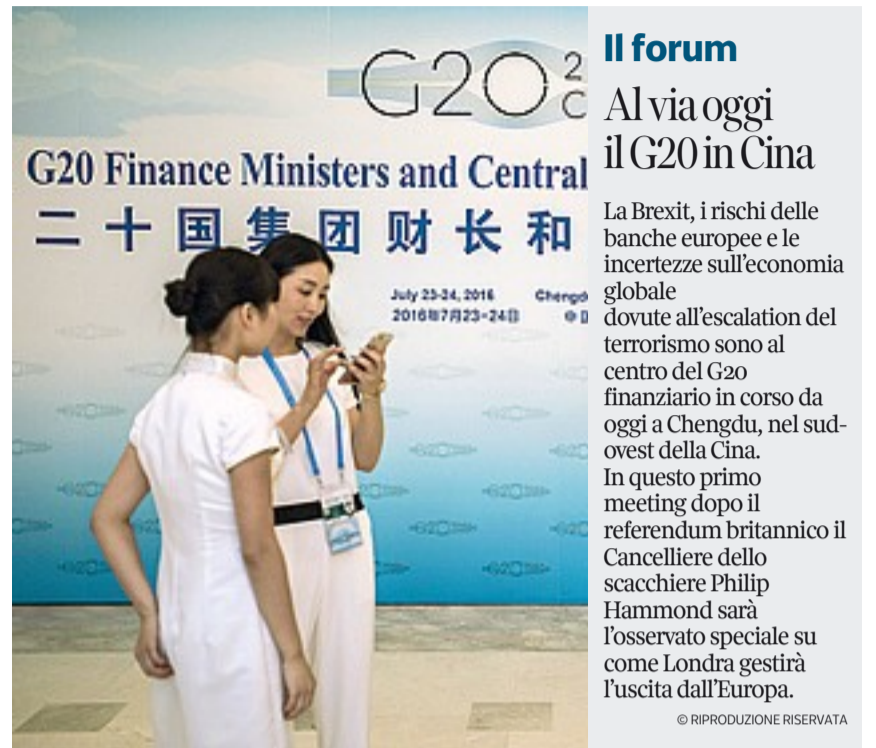 G20 2
C
G20 Finance Ministers and Central
二十国集团财长和
July 23-24, 2016 Chengd
2016年7月23-24日
Il forum
Al via oggi
il G20 in Cina
La Brexit, i rischi delle
banche europee e le
incertezze sull'economia
globale
dovute all'escalation del
terrorismo sono al
centro del G20
finanziario in corso da
oggi a Chengdu, nel sud-
ovest della Cina.
In questo primo
meeting dopo il
referendum britannico il
Cancelliere dello
scacchiere Philip
Hammond sarà
l'osservato speciale su
come Londra gestirà
l'uscita dall'Europa.
© RIPRODUZIONE RISERVATA